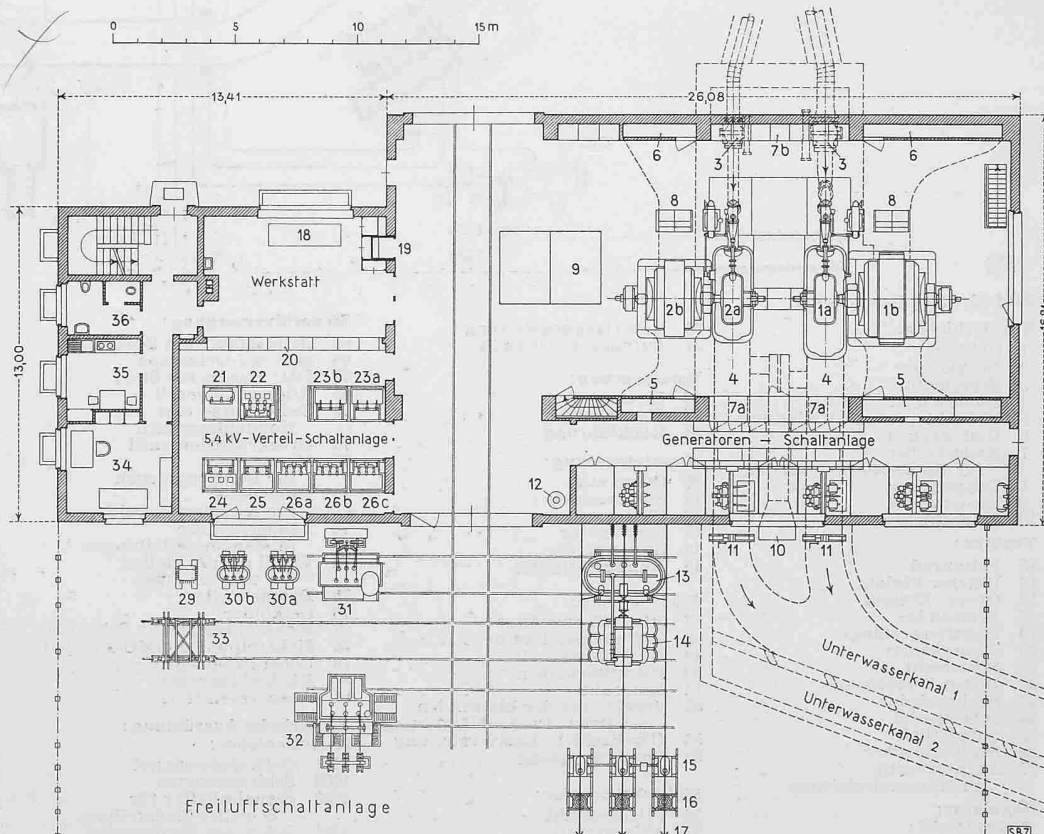 0 5 10 15 m
13,41 26,08
6 7b 6
3 3
8 8
18 19
9
Werkstatt
2b 2a 1a 1b
36
13,00
20
4 4
35
21 22 23b 23a
5 7a 7a 5
5,4 kV-Verteil-Schaltanlage
Generatoren - Schaltanlage
34
24 25 26a 26b 26c
12
11 10 11
29 30b 30a 31
13
33
14
Unterwasserkanal 1
Unterwasserkanal 2
32
15
16
Freiluftschaltanlage
17
SBZ